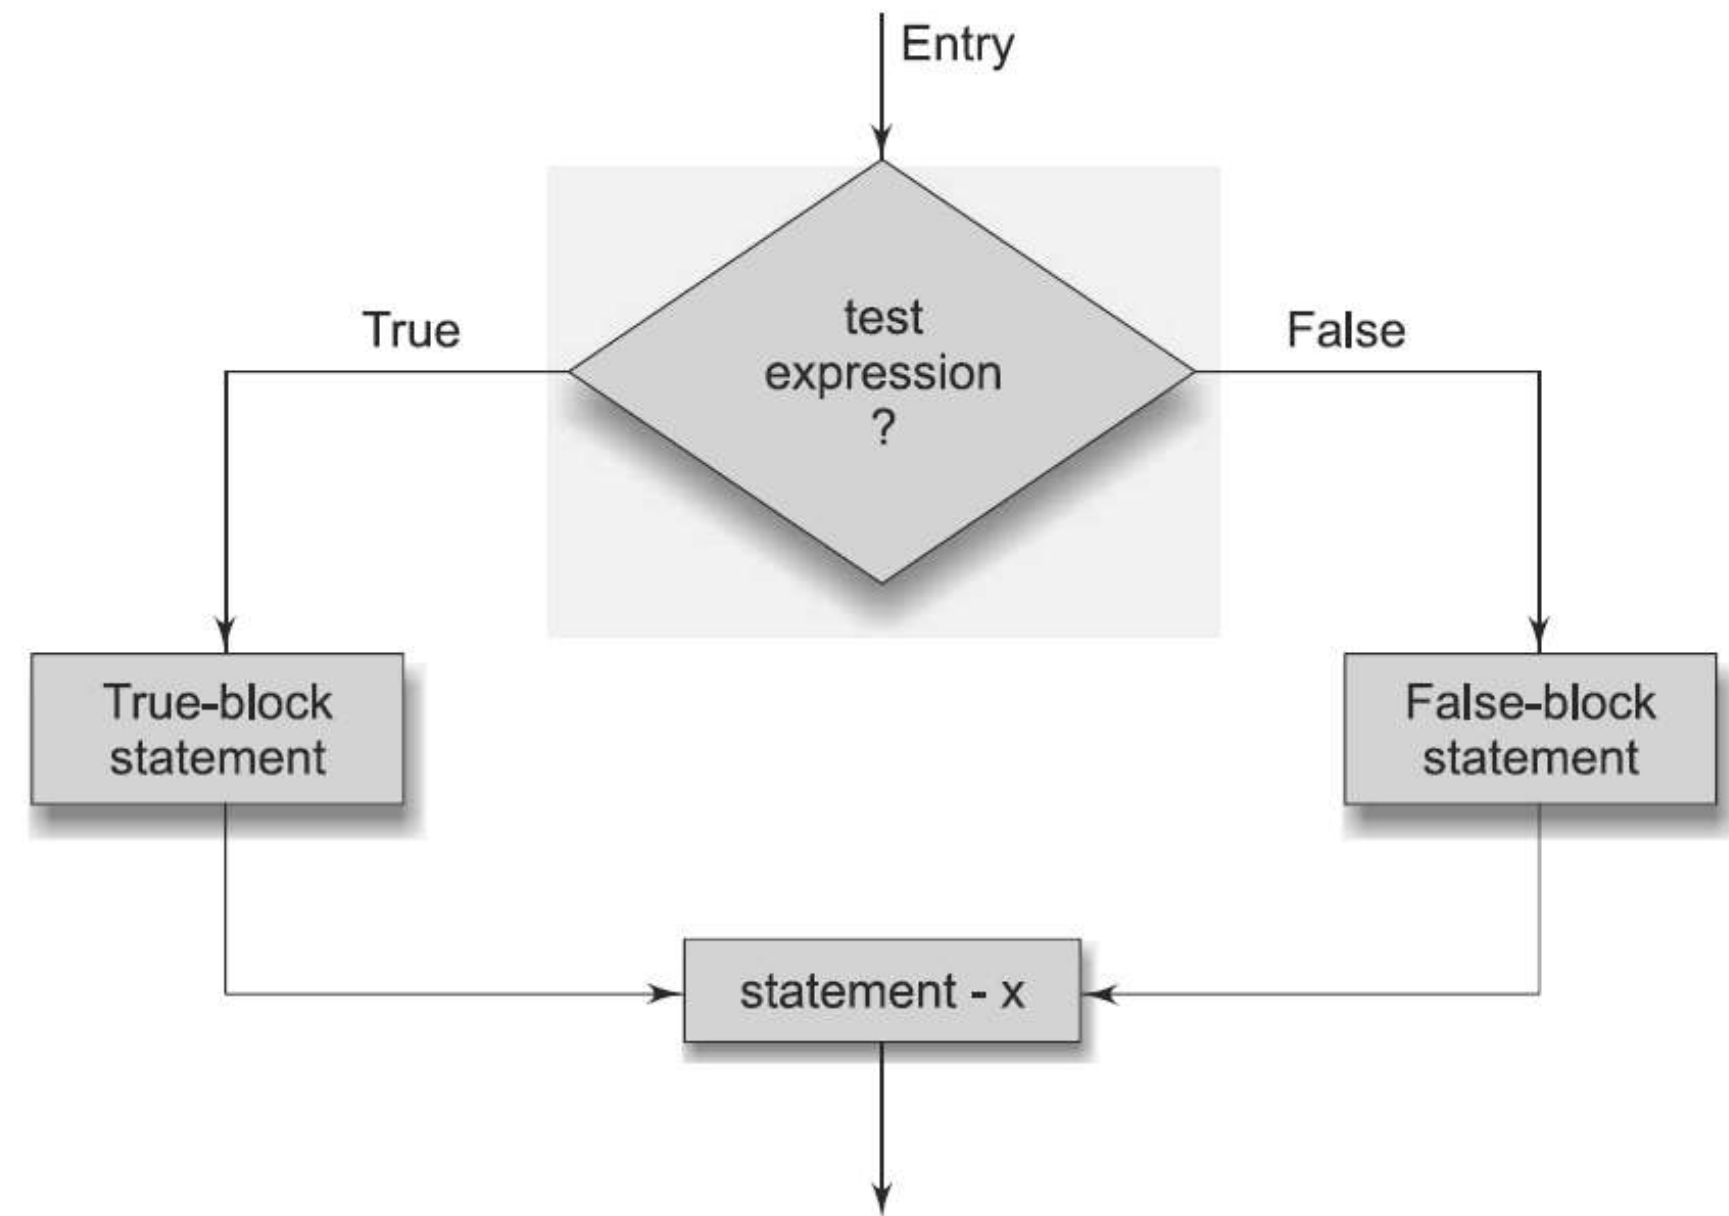 Entry
test
expression
?
True
False
True-block
statement
False-block
statement
statement - x